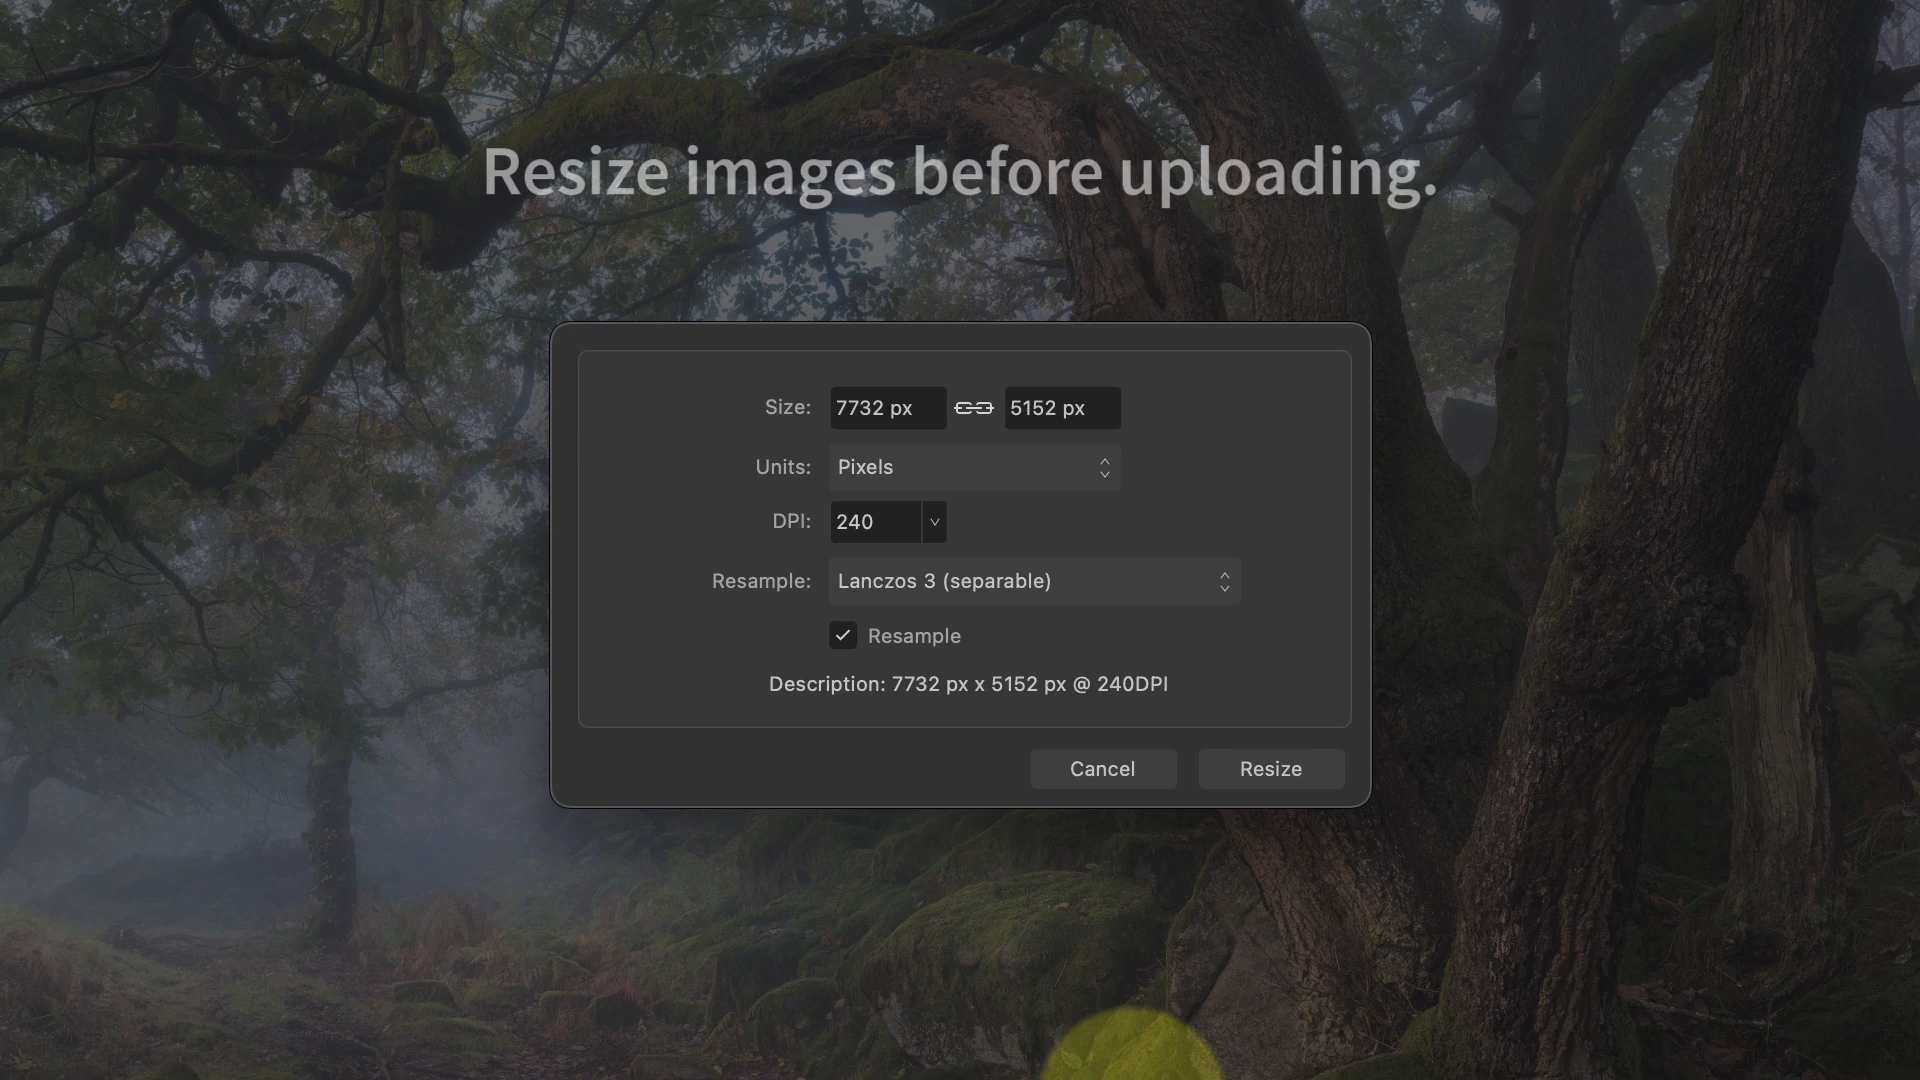 Resize images before uploading.
Size: 7732 px 5152 px
Units: Pixels
DPI: 240
Resample: Lanczos 3 (separable)
Resample
Description: 7732 px x 5152 px @ 240DPI
Cancel Resize